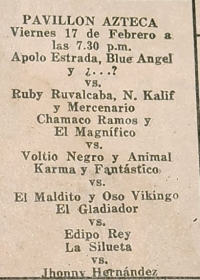 PAVILLON AZTECA
Viernes 17 de Febrero a
las 7.30 p.m.
Apolo Estrada, Blue Angel
y ¿...?
vs.
Ruby Ruvalcaba, N. Kalif
y Mercenario
Chamaco Ramos y
El Magnífico
vs.
Voltio Negro y Animal
Karma y Fantástico
vs.
El Maldito y Oso Vikingo
El Gladiador
vs.
Edipo Rey
La Silueta
vs.
Jhonny Hernández